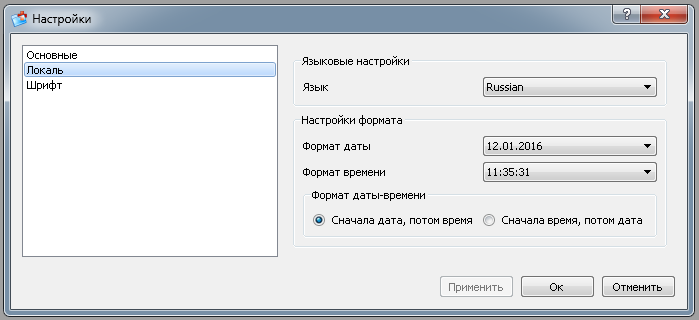 Настройки
Основные
Локаль
Шрифт
Языковые настройки
Язык Russian
Настройки формата
Формат даты 12.01.2016
Формат времени 11:35:31
Формат даты-времени
Сначала дата, потом время Сначала время, потом дата
Применить Ок Отменить